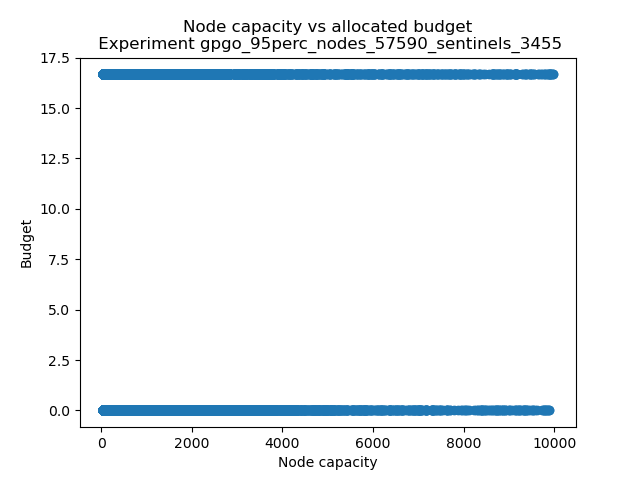 Node capacity vs allocated budget
Experiment gpgo_95perc_nodes_57590_sentinels_3455
17.5
15.0
12.5
10.0
7.5
5.0
2.5
0.0
Budget
0 2000 4000 6000 8000 10000
Node capacity